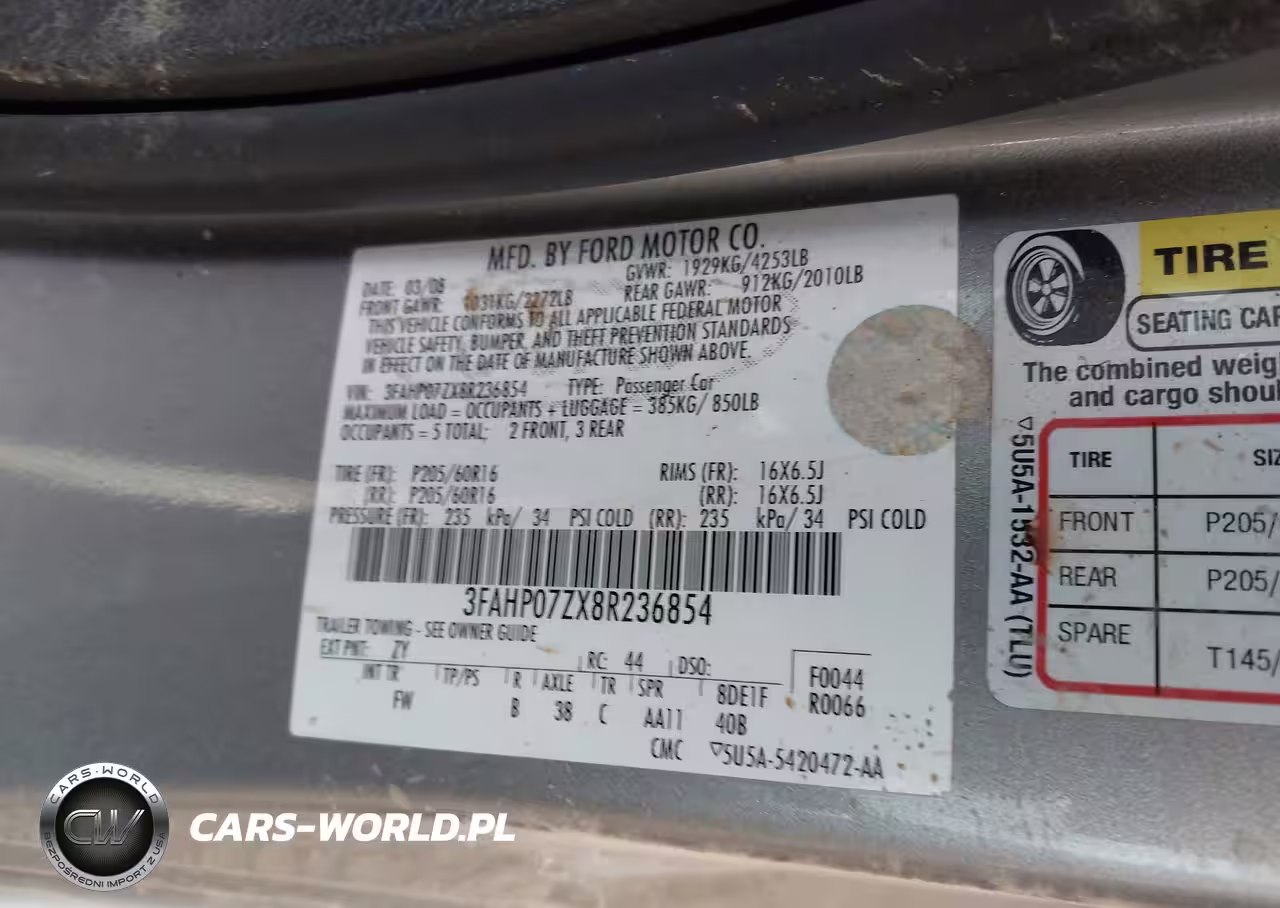 MFD. BY FORD MOTOR CO.
DATE: 03/08 GVWR: 1929KG/4253LB
FRONT GAWR: 1031KG/2272LB REAR GAWR: 912KG/2010LB
THIS VEHICLE CONFORMS TO ALL APPLICABLE FEDERAL MOTOR
VEHICLE SAFETY, BUMPER, AND THEFT PREVENTION STANDARDS
IN EFFECT ON THE DATE OF MANUFACTURE SHOWN ABOVE.
VIN: 3FAHP07ZX8R236854 TYPE: Passenger Car
MAXIMUM LOAD = OCCUPANTS + LUGGAGE = 385KG/ 850LB
OCCUPANTS = 5 TOTAL; 2 FRONT, 3 REAR
TIRE (FR): P205/60R16 RIMS (FR): 16X6.5J
(RR): P205/60R16 (RR): 16X6.5J
PRESSURE (FR): 235 kPa/ 34 PSI COLD (RR): 235 kPa/ 34 PSI COLD
3FAHP07ZX8R236854
TRAILER TOWING - SEE OWNER GUIDE
EXT PNT: ZY RC: 44 DSO: F0044
INT TR TP/PS R AXLE TR SPR 8DE1F R0066
FW B 38 C AA11 40B
CMC ▽5U5A-5420472-AA
TIRE
SEATING CAP
The combined weig
and cargo shou
▽5U5A-1532-AA (TLU)
TIRE SIZ
FRONT P205/
REAR P205/
SPARE T145/
CARS-WORLD
CW
BEZPOŚREDNI IMPORT Z USA
CARS-WORLD.PL